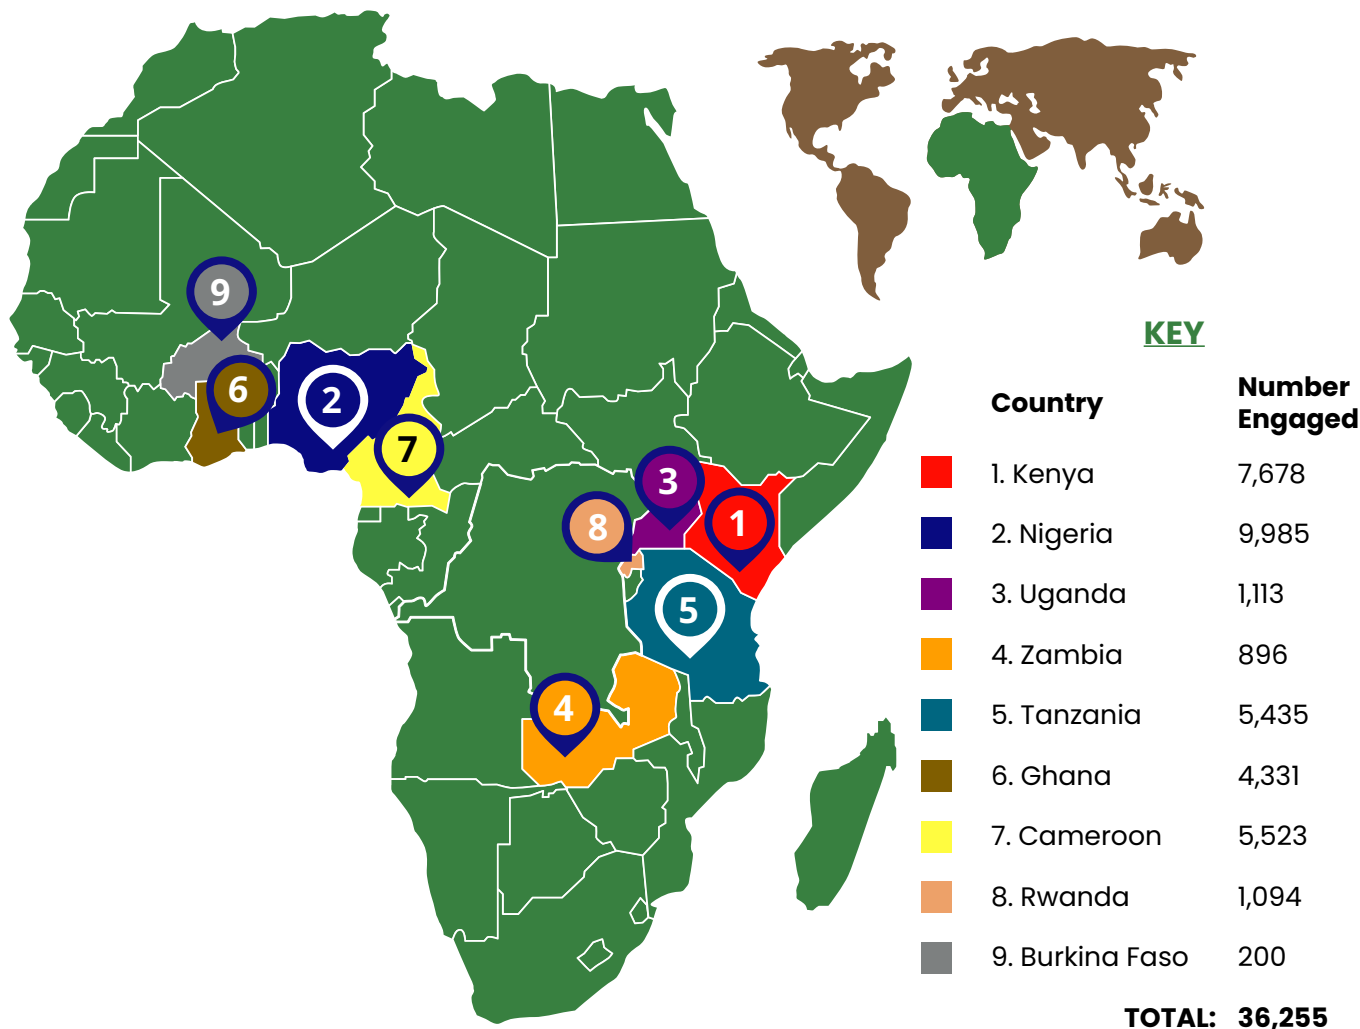 9
6
2
7
3
8
1
5
4
KEY
Country
Number
Engaged
1. Kenya 7,678
2. Nigeria 9,985
3. Uganda 1,113
4. Zambia 896
5. Tanzania 5,435
6. Ghana 4,331
7. Cameroon 5,523
8. Rwanda 1,094
9. Burkina Faso 200
TOTAL: 36,255